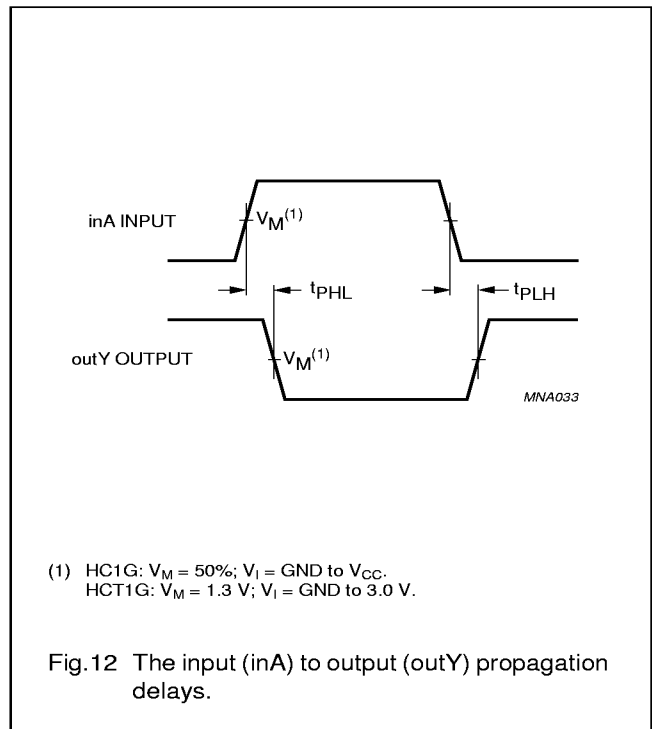 inA INPUT
VM(1)
tPHL
tPLH
outY OUTPUT
VM(1)
MNA033
(1) HC1G: VM = 50%; VI = GND to VCC.
HCT1G: VM = 1.3 V; VI = GND to 3.0 V.
Fig.12 The input (inA) to output (outY) propagation
delays.